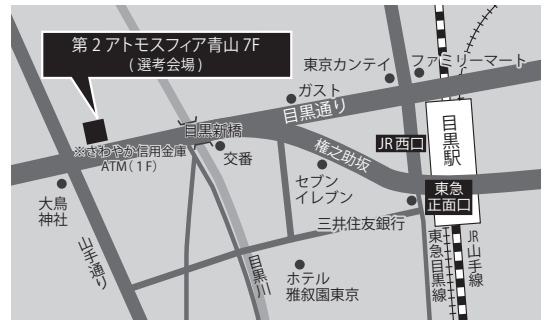 第2アトモスフィア青山 7F
(選考会場)
東京カンテイ
ファミリーマート
ガスト
目黒通り
目黒新橋
JR西口
目黒駅
※さわやか信用金庫
ATM(1F)
交番
権之助坂
セブン
イレブン
東急
正面口
大鳥
神社
三井住友銀行
山手通り
目黒川
ホテル
雅叙園東京
東急目黒線
JR山手線